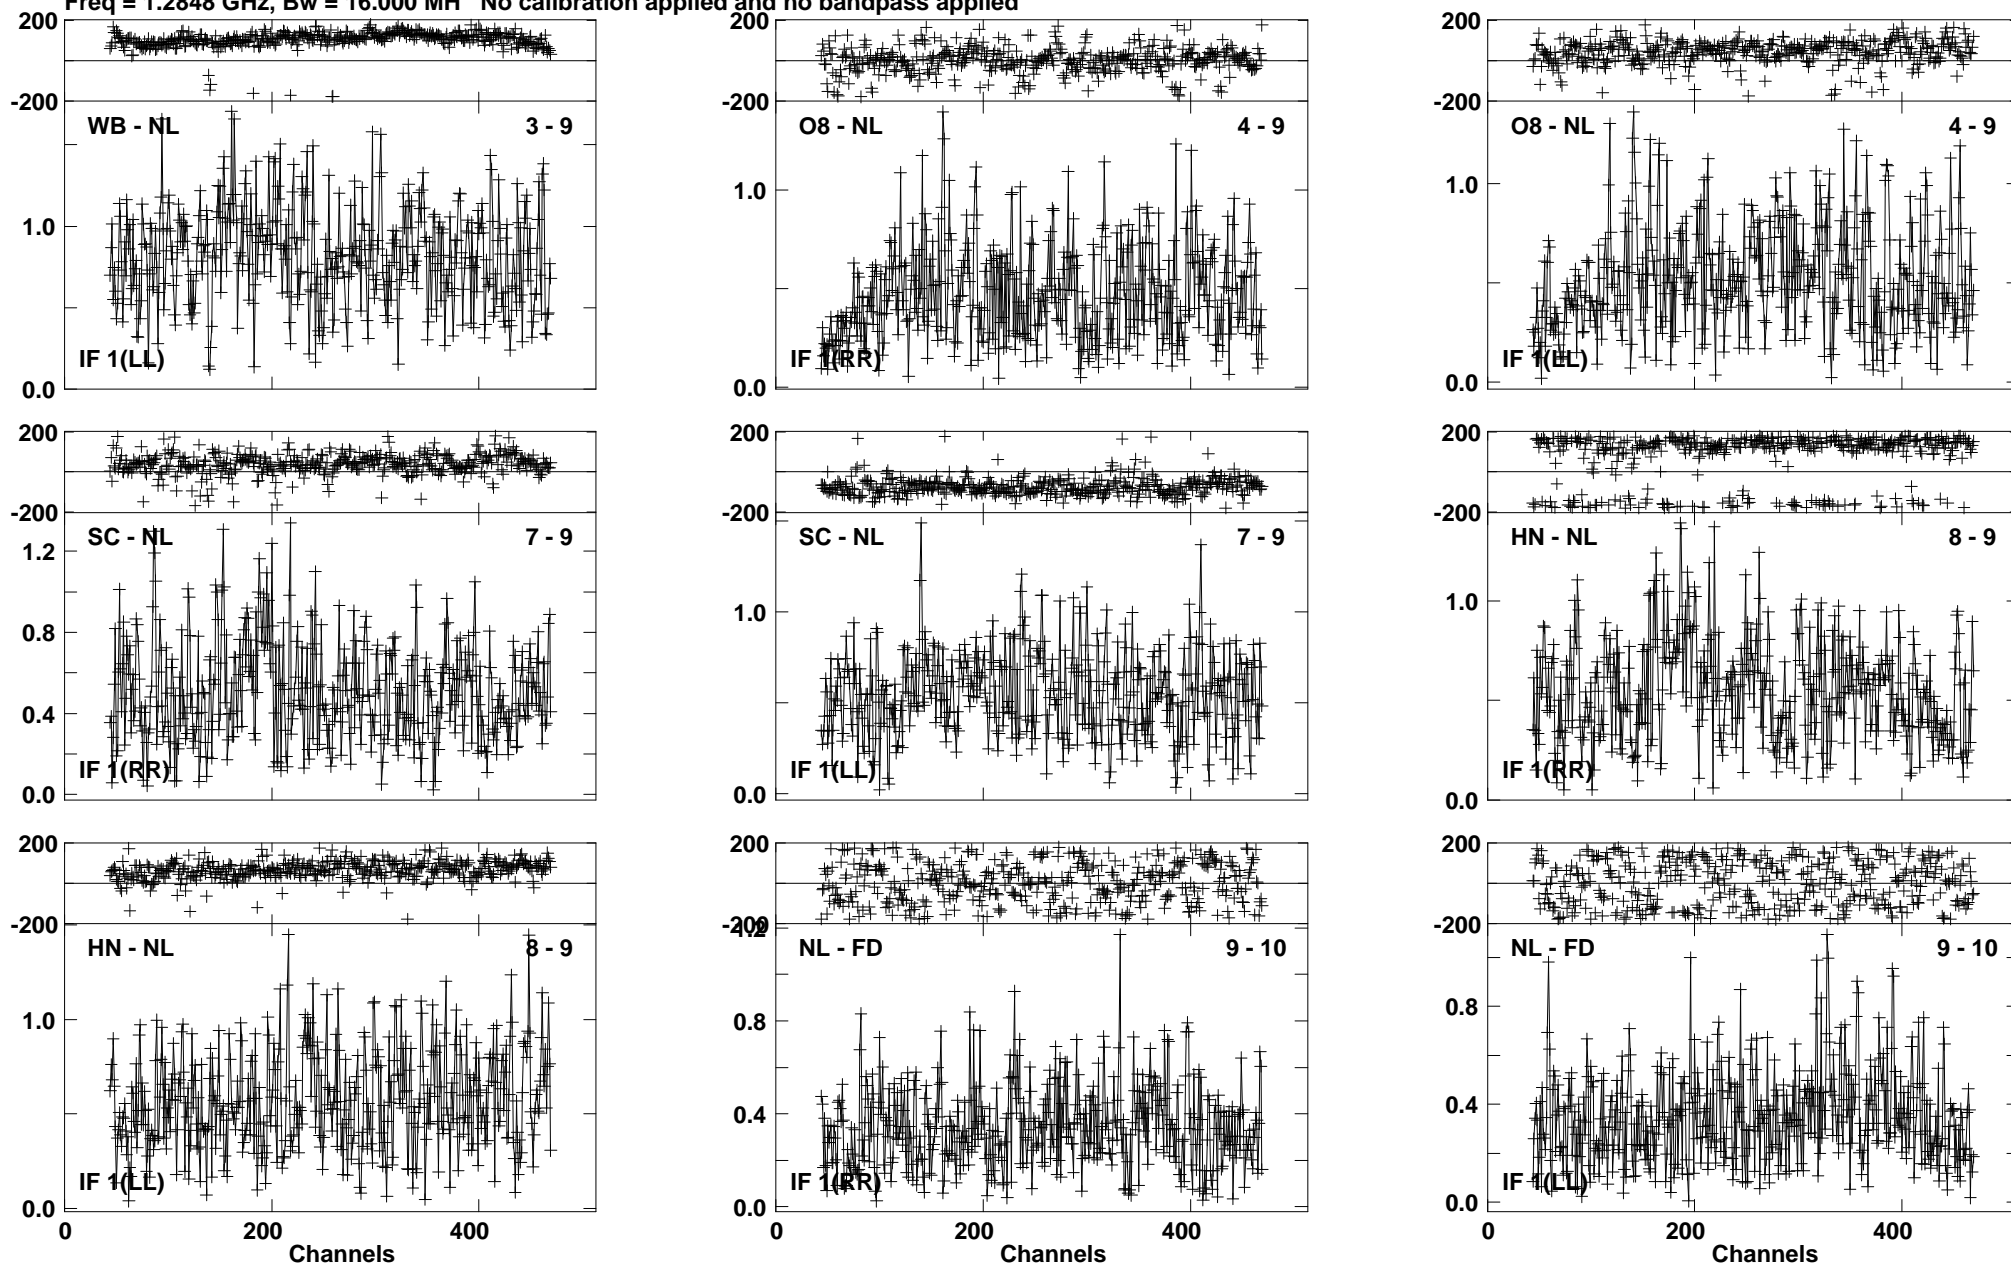 Freq = 1.2848 GHz, Bw = 16.000 MH No calibration applied and no bandpass applied
200 200 200
-200 -200 -200
WB - NL 3 - 9 O8 - NL 4 - 9 O8 - NL 4 - 9
1.0 1.0 1.0
IF 1(LL) IF 1(RR) IF 1(LL)
0.0 0.0 0.0
200 200 200
-200 -200 -200
SC - NL 7 - 9 SC - NL 7 - 9 HN - NL 8 - 9
1.2
1.0 1.0
0.8
0.4
IF 1(RR) IF 1(LL) IF 1(RR)
0.0 0.0 0.0
200 200 200
-200 -200 -200
1.2
HN - NL 8 - 9 NL - FD 9 - 10 NL - FD 9 - 10
1.0 0.8 0.8
0.4 0.4
IF 1(LL) IF 1(RR) IF 1(LL)
0.0 0.0 0.0
0 200 400 0 200 400 0 200 400
Channels Channels Channels